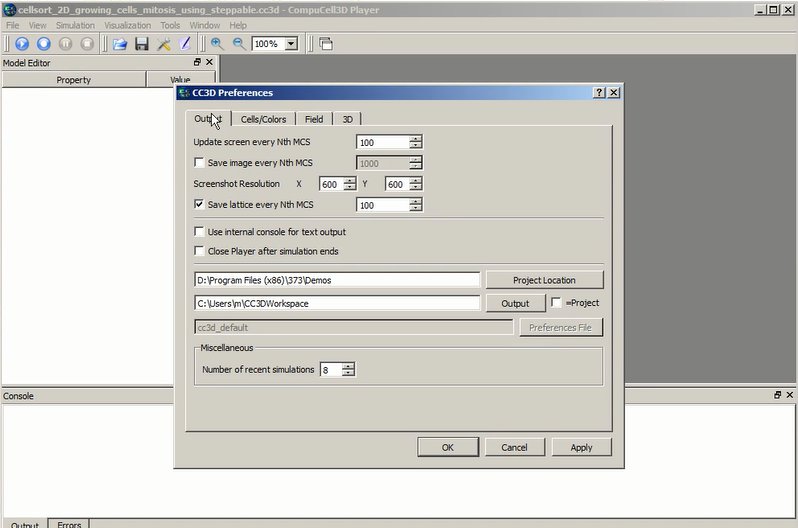 cellsort_2D_growing_cells_mitosis_using_steppable.cc3d - CompuCell3D Player
File View Simulation Visualization Tools Window Help
100%
Model Editor
Property Value
CC3D Preferences
Output Cells/Colors Field 3D
Update screen every Nth MCS 100
Save image every Nth MCS 1000
Screenshot Resolution X 600 Y 600
Save lattice every Nth MCS 100
Use internal console for text output
Close Player after simulation ends
D:\Program Files (x86)\373\Demos Project Location
C:\Users\m\CC3DWorkspace Output =Project
cc3d_default Preferences File
Miscellaneous
Number of recent simulations 8
OK Cancel Apply
Console
Output Errors